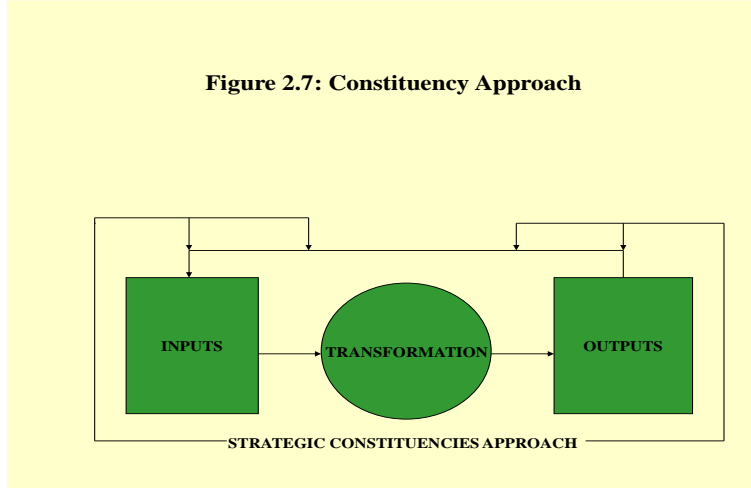 Figure 2.7: Constituency Approach
INPUTS
TRANSFORMATION
OUTPUTS
STRATEGIC CONSTITUENCIES APPROACH